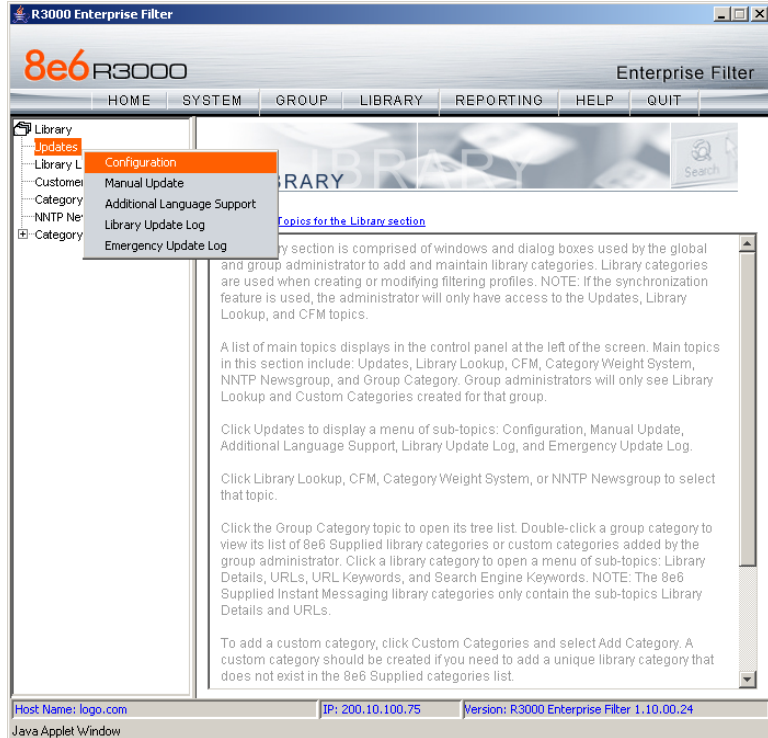 R3000 Enterprise Filter
8e6 R3000
Enterprise Filter
HOME SYSTEM GROUP LIBRARY REPORTING HELP QUIT
Library
Updates
Library L
Customer
Category
NNTP Ne
Category
Configuration
Manual Update
Additional Language Support
Library Update Log
Emergency Update Log
BRARY
Search
Topics for the Library section
ry section is comprised of windows and dialog boxes used by the global
and group administrator to add and maintain library categories. Library categories
are used when creating or modifying filtering profiles. NOTE: If the synchronization
feature is used, the administrator will only have access to the Updates, Library
Lookup, and CFM topics.
A list of main topics displays in the control panel at the left of the screen. Main topics
in this section include: Updates, Library Lookup, CFM, Category Weight System,
NNTP Newsgroup, and Group Category. Group administrators will only see Library
Lookup and Custom Categories created for that group.
Click Updates to display a menu of sub-topics: Configuration, Manual Update,
Additional Language Support, Library Update Log, and Emergency Update Log.
Click Library Lookup, CFM, Category Weight System, or NNTP Newsgroup to select
that topic.
Click the Group Category topic to open its tree list. Double-click a group category to
view its list of 8e6 Supplied library categories or custom categories added by the
group administrator. Click a library category to open a menu of sub-topics: Library
Details, URLs, URL Keywords, and Search Engine Keywords. NOTE: The 8e6
Supplied Instant Messaging library categories only contain the sub-topics Library
Details and URLs.
To add a custom category, click Custom Categories and select Add Category. A
custom category should be created if you need to add a unique library category that
does not exist in the 8e6 Supplied categories list.
Host Name: logo.com IP: 200.10.100.75 Version: R3000 Enterprise Filter 1.10.00.24
Java Applet Window